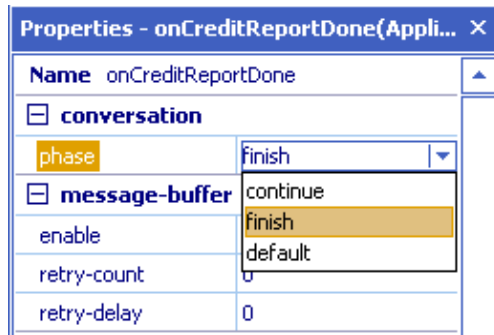 Properties - onCreditReportDone(Appli... ×
Name onCreditReportDone
conversation
phase finish
continue
message-buffer
finish
enable
default
retry-count
retry-delay 0